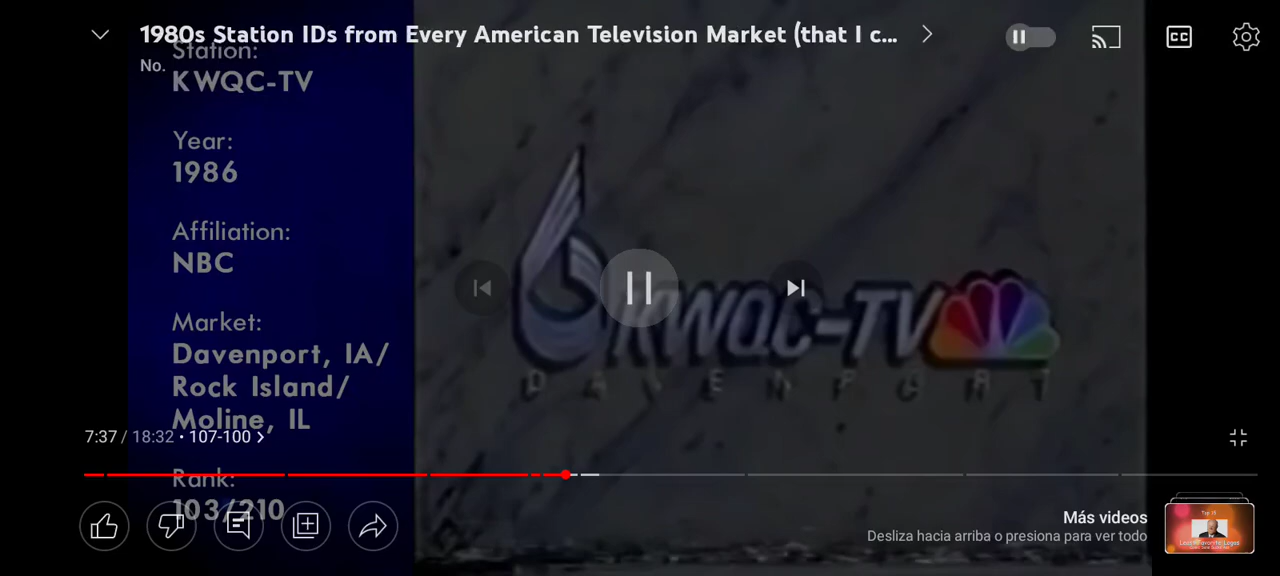 1980s Station IDs from Every American Television Market (that I c...
No.
Station:
KWQC-TV
Year:
1986
Affiliation:
NBC
Market:
Davenport, IA/
Rock Island/
Moline, IL
Rank:
103/210
6 KWQC-TV
DAVENPORT
CC
7:37 / 18:32 • 107-100 >
Más videos
Desliza hacia arriba o presiona para ver todo